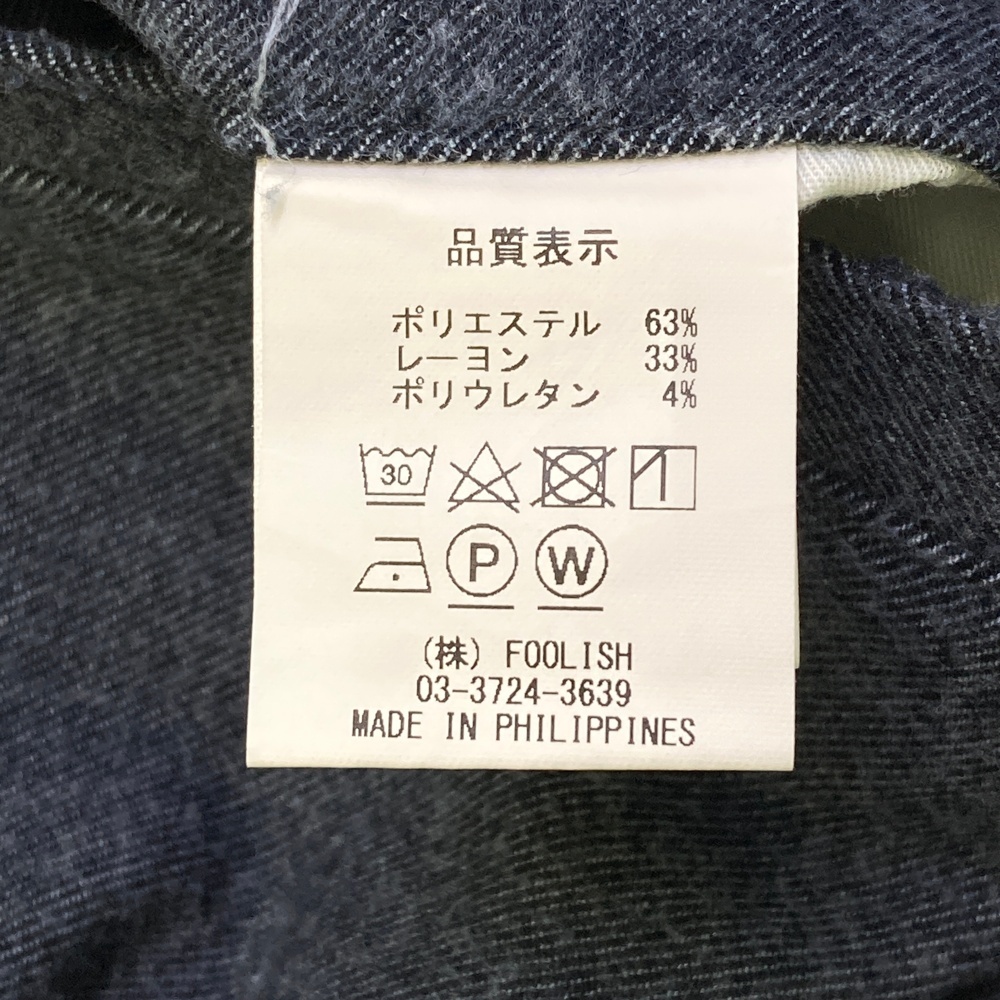 品質表示
ポリエステル 63%
レーヨン 33%
ポリウレタン 4%
30
P W
(株) FOOLISH
03-3724-3639
MADE IN PHILIPPINES